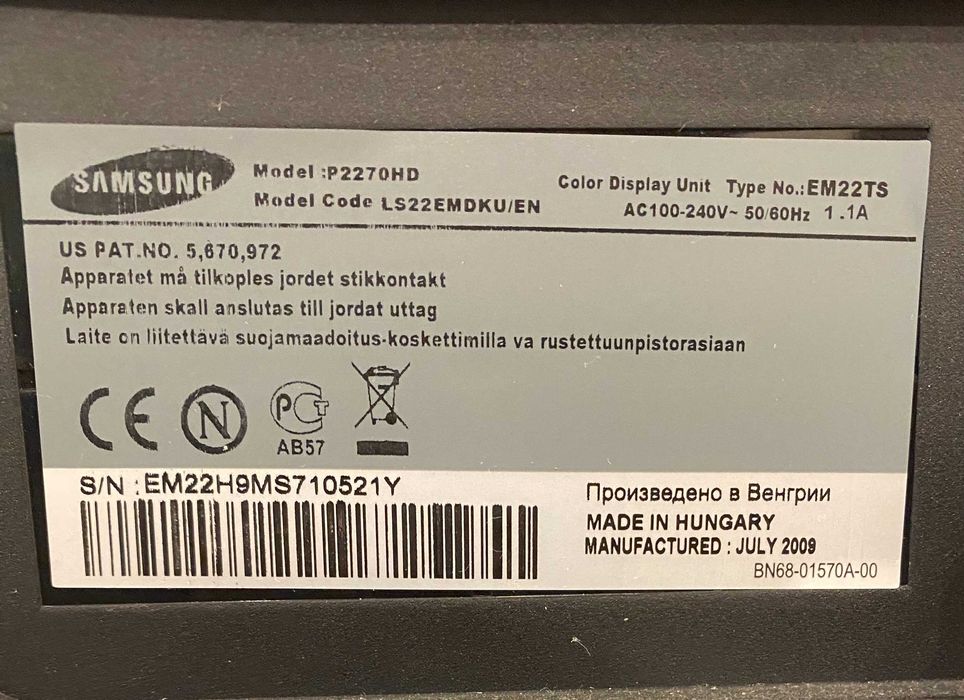 SAMSUNG
Model :P2270HD
Model Code LS22EMDKU/EN
Color Display Unit Type No.:EM22TS
AC100-240V~ 50/60Hz 1.1A
US PAT.NO. 5,670,972
Apparatet må tilkoples jordet stikkontakt
Apparaten skall anslutas till jordat uttag
Laite on liitettävä suojamaadoitus-koskettimilla va rustettuunpistorasiaan
CE N PCT
AB57
S/N :EM22H9MS710521Y
Произведено в Венгрии
MADE IN HUNGARY
MANUFACTURED : JULY 2009
BN68-01570A-00